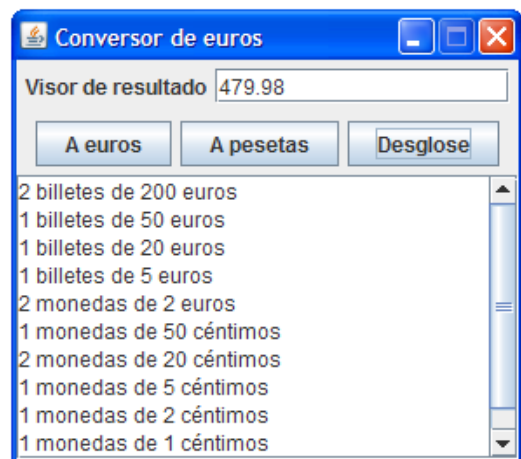 Conversor de euros
Visor de resultado 479.98
A euros A pesetas Desglose
2 billetes de 200 euros
1 billetes de 50 euros
1 billetes de 20 euros
1 billetes de 5 euros
2 monedas de 2 euros
1 monedas de 50 céntimos
2 monedas de 20 céntimos
1 monedas de 5 céntimos
1 monedas de 2 céntimos
1 monedas de 1 céntimos